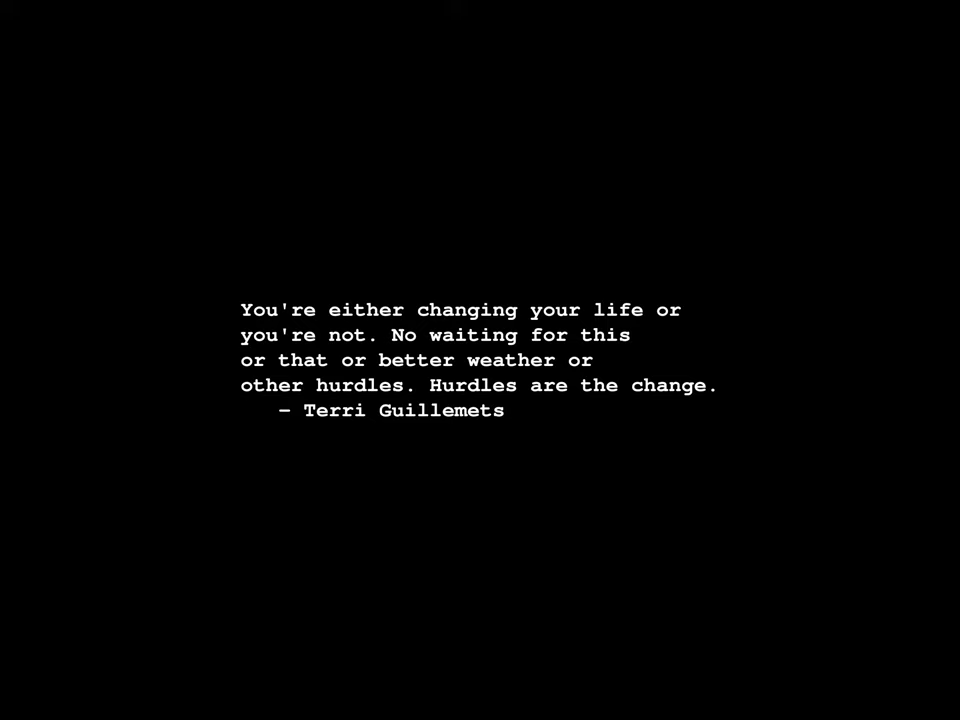 You're either changing your life or
you're not. No waiting for this
or that or better weather or
other hurdles. Hurdles are the change.
– Terri Guillemets